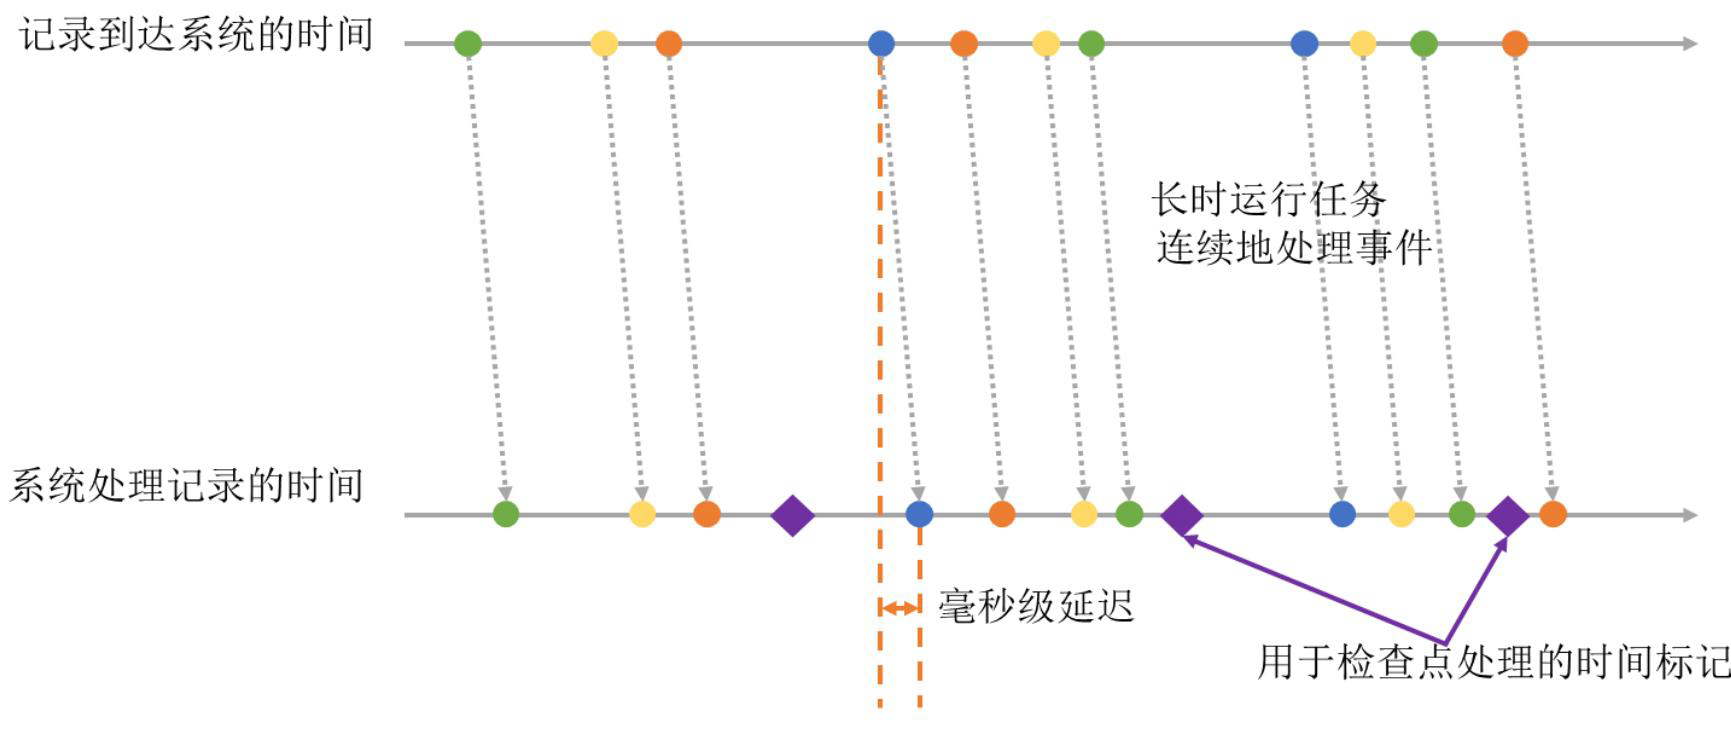 记录到达系统的时间
长时运行任务
连续地处理事件
系统处理记录的时间
毫秒级延迟
用于检查点处理的时间标记